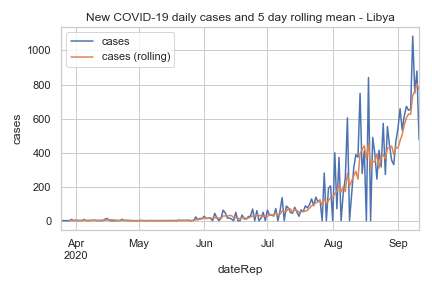 New COVID-19 daily cases and 5 day rolling mean - Libya
cases
cases (rolling)
1000
800
600
400
200
0
cases
Apr
2020
May
Jun
Jul
Aug
Sep
dateRep